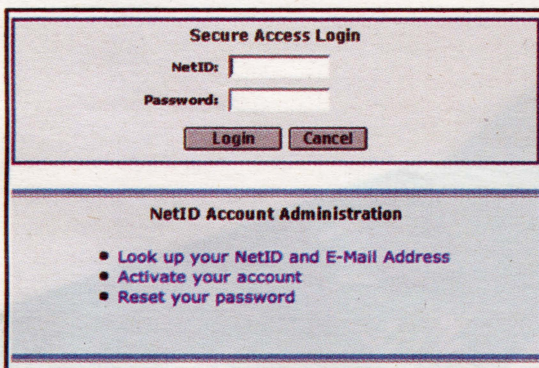 Secure Access Login
NetID:
Password:
Login Cancel
NetID Account Administration
• Look up your NetID and E-Mail Address
• Activate your account
• Reset your password